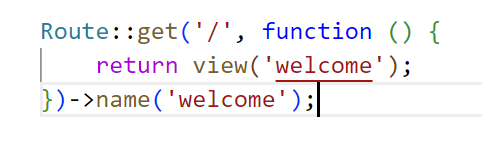 Route::get('/', function () {
    return view('welcome');
})->name('welcome');